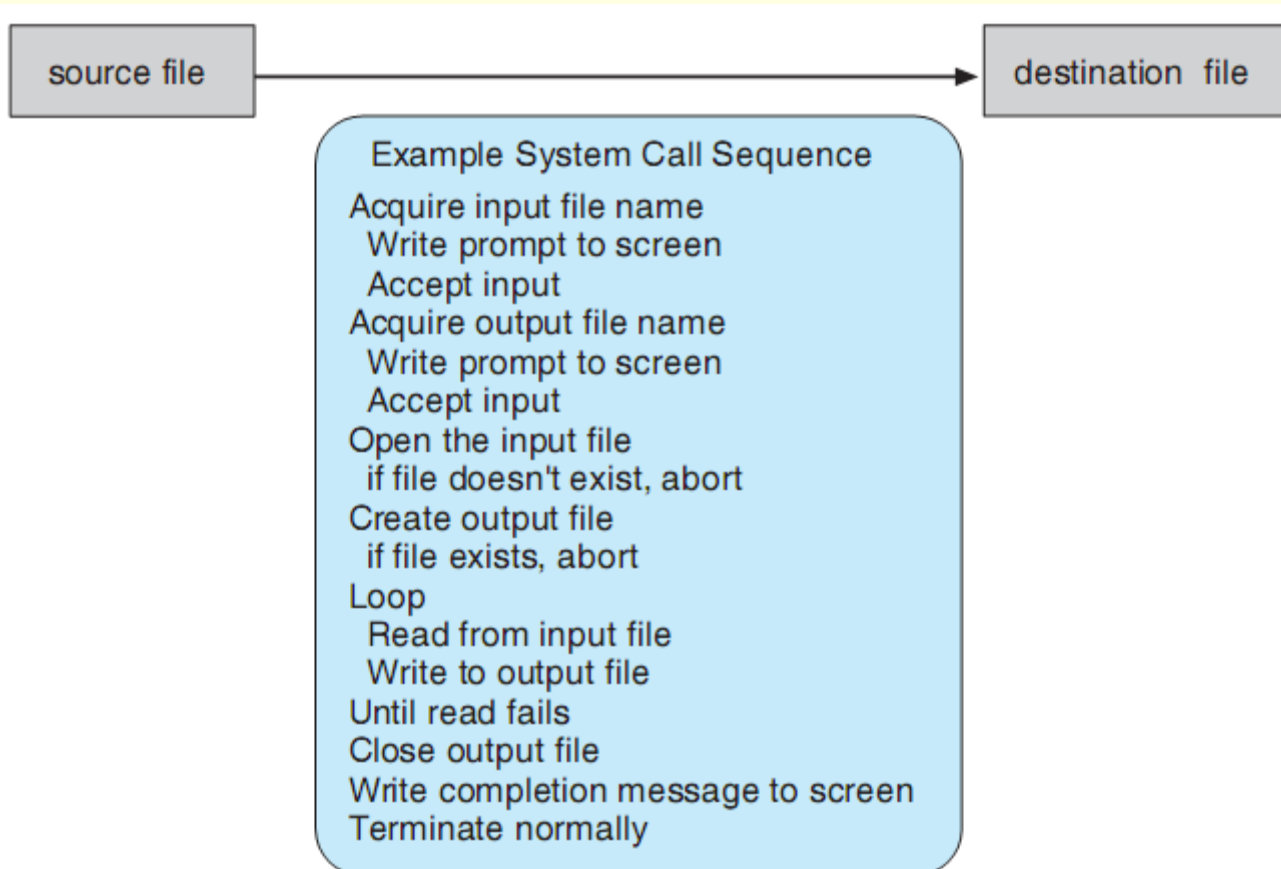 source file
destination file
Example System Call Sequence
Acquire input file name
Write prompt to screen
Accept input
Acquire output file name
Write prompt to screen
Accept input
Open the input file
if file doesn't exist, abort
Create output file
if file exists, abort
Loop
Read from input file
Write to output file
Until read fails
Close output file
Write completion message to screen
Terminate normally